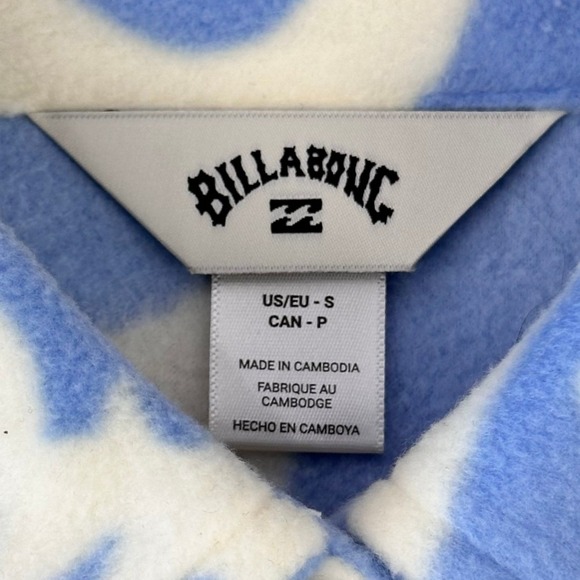 BILLABONG
US/EU - S
CAN - P
MADE IN CAMBODIA
FABRIQUE AU
CAMBODGE
HECHO EN CAMBOYA